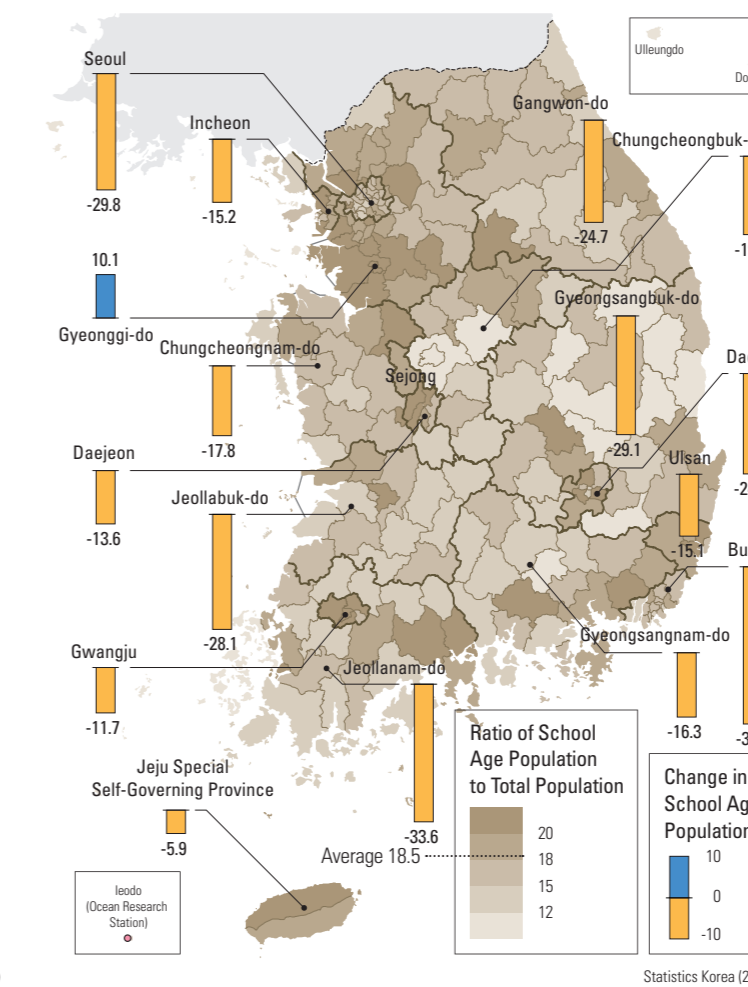 Ulleungdo
Seoul
-29.8
Incheon
-15.2
Gangwon-do
-24.7
Chungcheongbuk-
10.1
Gyeonggi-do
Gyeongsangbuk-do
-29.1
Chungcheongnam-do
-17.8
Sejong
Daejeon
-13.6
Ulsan
-15.1
Jeollabuk-do
-28.1
Gyeongsangnam-do
-16.3
Gwangju
-11.7
Jeollanam-do
-33.6
Jeju Special
Self-Governing Province
-5.9
Ieodo
(Ocean Research
Station)
Ratio of School
Age Population
to Total Population
20
Average 18.5
18
15
12
Change in
School Ag
Population
10
0
-10
Statistics Korea (2